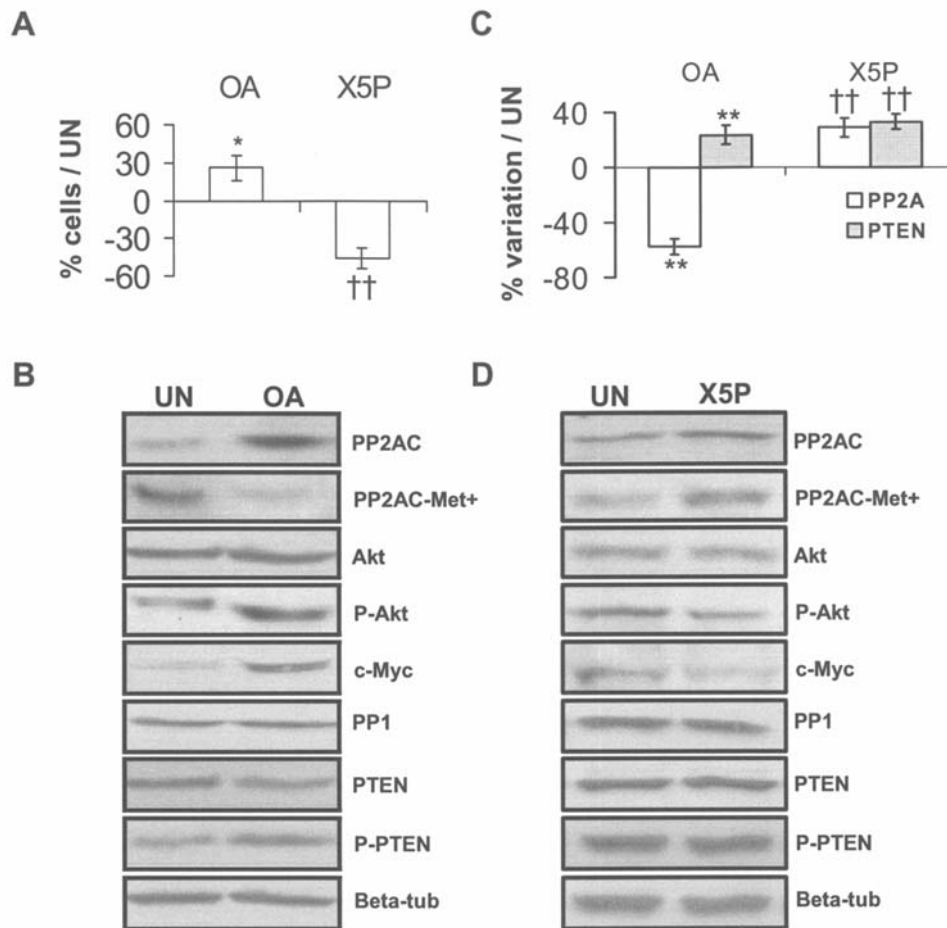 A
OA X5P
% cells / UN
60
30
0
-30
-60
*
††
C
OA X5P
% variation / UN
40
0
-40
-80
**
**
†† ††
PP2A
PTEN
B
UN OA
PP2AC
PP2AC-Met+
Akt
P-Akt
c-Myc
PP1
PTEN
P-PTEN
Beta-tub
D
UN X5P
PP2AC
PP2AC-Met+
Akt
P-Akt
c-Myc
PP1
PTEN
P-PTEN
Beta-tub